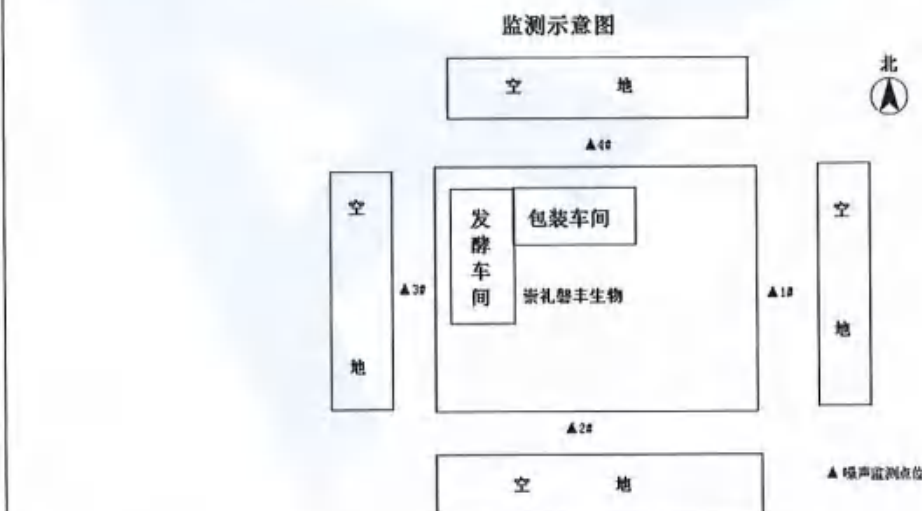 监测示意图
北
空 地
▲4#
空 地
发酵车间
包装车间
空 地
▲3#
崇礼磐丰生物
▲1#
▲2#
空 地
▲ 噪声监测点位